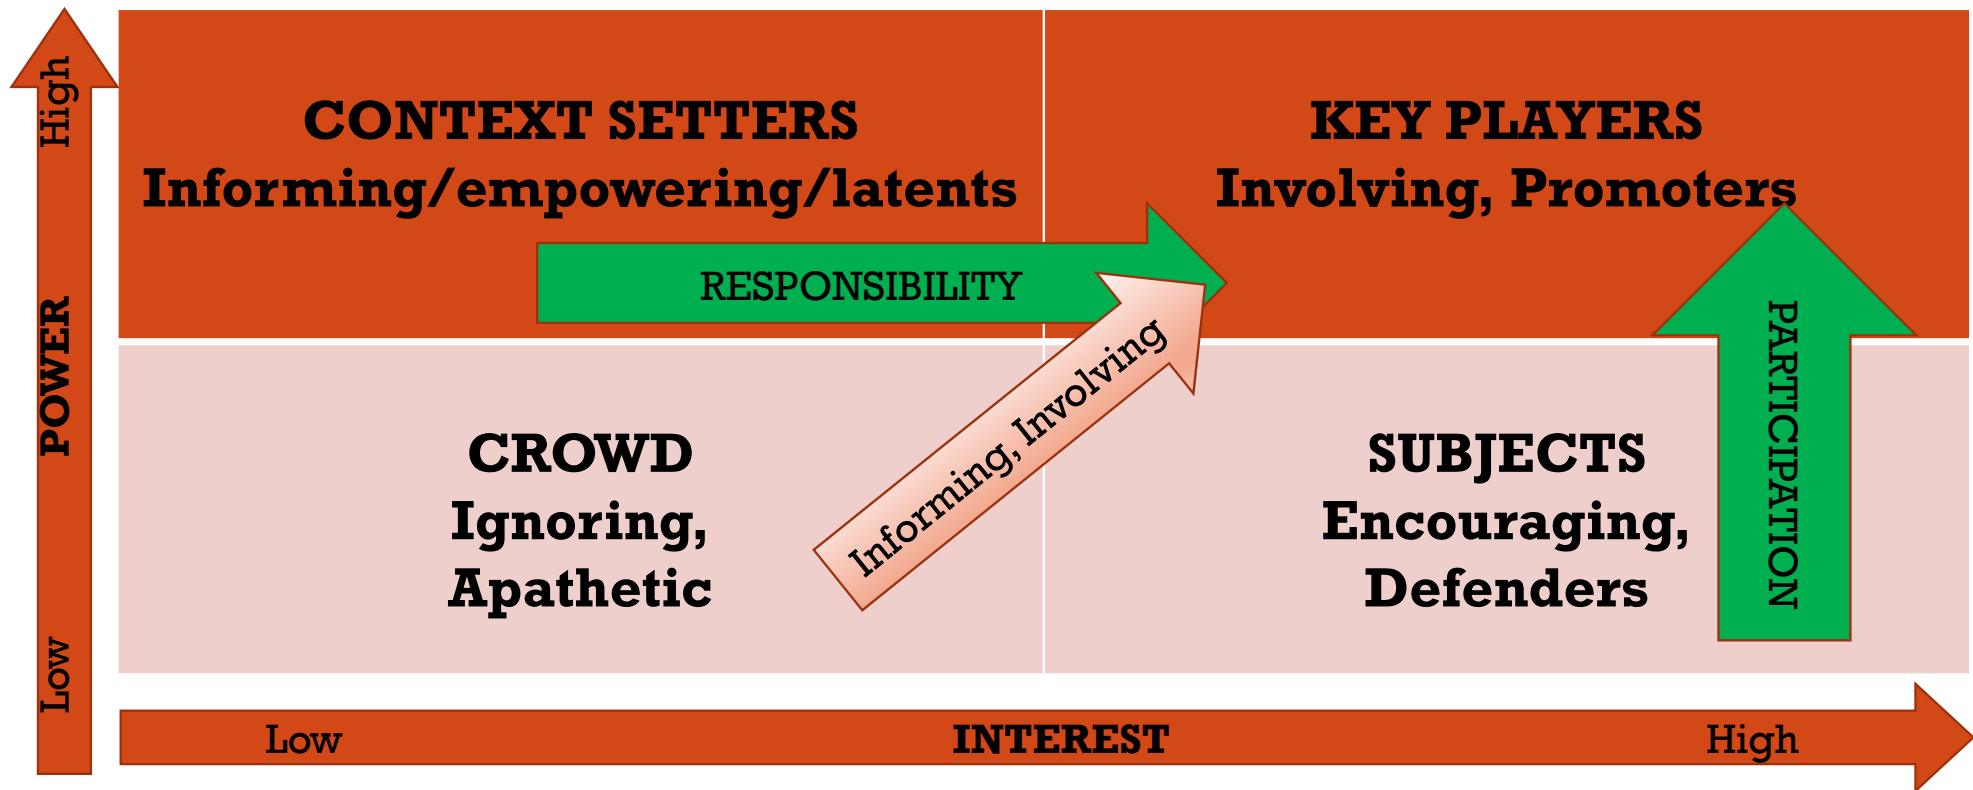 High
POWER
Low
CONTEXT SETTERS
Informing/empowering/latents
KEY PLAYERS
Involving, Promoters
RESPONSIBILITY
Informing, Involving
PARTICIPATION
CROWD
Ignoring,
Apathetic
SUBJECTS
Encouraging,
Defenders
Low
INTEREST
High